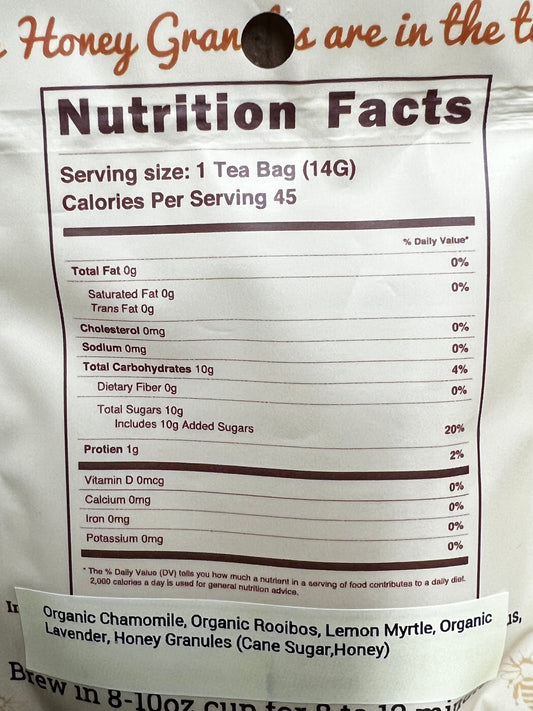 Honey Gran s are in the t
Nutrition Facts
Serving size: 1 Tea Bag (14G)
Calories Per Serving 45
% Daily Value*
Total Fat 0g 0%
Saturated Fat 0g 0%
Trans Fat 0g
Cholesterol 0mg 0%
Sodium 0mg 0%
Total Carbohydrates 10g 4%
Dietary Fiber 0g 0%
Total Sugars 10g
Includes 10g Added Sugars 20%
Protien 1g 2%
Vitamin D 0mcg 0%
Calcium 0mg 0%
Iron 0mg 0%
Potassium 0mg 0%
* The % Daily Value (DV) tells you how much a nutrient in a serving of food contributes to a daily diet.
2,000 calories a day is used for general nutrition advice.
Organic Chamomile, Organic Rooibos, Lemon Myrtle, Organic
Lavender, Honey Granules (Cane Sugar,Honey)
Brew in 8-10oz cup for 8 to